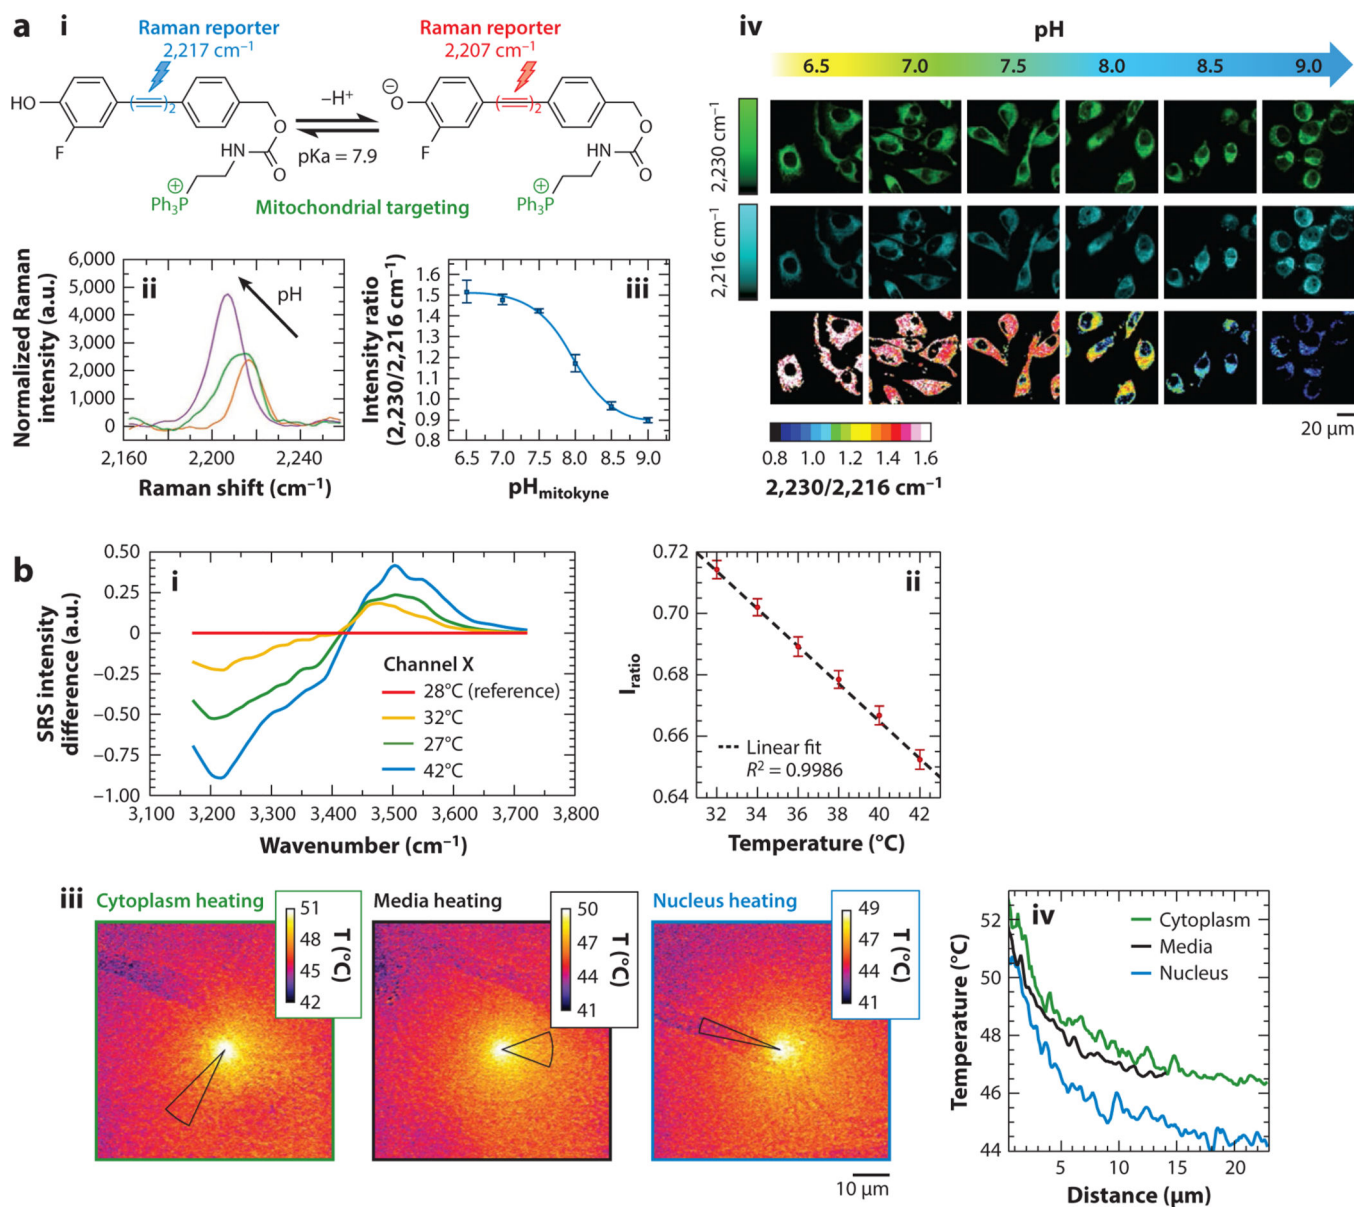 a i
Raman reporter
2,217 cm⁻¹
Raman reporter
2,207 cm⁻¹
HO
F
( )₂
−H⁺
pKa = 7.9
O
⊖
F
( )₂
O
HN
O
⊕
Ph₃P
O
HN
O
⊕
Ph₃P
Mitochondrial targeting
ii
Normalized Raman
intensity (a.u.)
6,000
5,000
4,000
3,000
2,000
1,000
0
pH
2,160 2,200 2,240
Raman shift (cm⁻¹)
iii
Intensity ratio
(2,230/2,216 cm⁻¹)
1.6
1.5
1.4
1.3
1.2
1.1
1.0
0.9
0.8
6.5 7.0 7.5 8.0 8.5 9.0
pHmitokyne
iv
pH
6.5 7.0 7.5 8.0 8.5 9.0
2,230 cm⁻¹
2,216 cm⁻¹
20 μm
0.8 1.0 1.2 1.4 1.6
2,230/2,216 cm⁻¹
b
i
SRS intensity
difference (a.u.)
0.50
0.25
0
−0.25
−0.50
−0.75
−1.00
Channel X
28°C (reference)
32°C
27°C
42°C
3,100 3,200 3,300 3,400 3,500 3,600 3,700 3,800
Wavenumber (cm⁻¹)
ii
Iratio
0.72
0.70
0.68
0.66
0.64
Linear fit
R² = 0.9986
32 34 36 38 40 42
Temperature (°C)
iii
Cytoplasm heating
51
48
45
42
T (°C)
Media heating
50
47
44
41
T (°C)
Nucleus heating
49
47
44
41
T (°C)
10 μm
iv
Temperature (°C)
52
50
48
46
44
Cytoplasm
Media
Nucleus
5 10 15 20
Distance (μm)